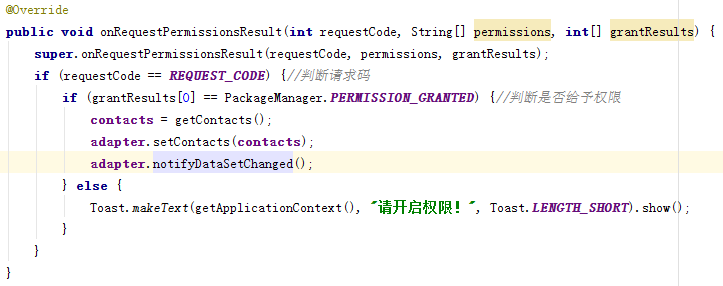 @Override
public void onRequestPermissionsResult(int requestCode, String[] permissions, int[] grantResults) {
    super.onRequestPermissionsResult(requestCode, permissions, grantResults);
    if (requestCode == REQUEST_CODE) {//判断请求码
        if (grantResults[0] == PackageManager.PERMISSION_GRANTED) {//判断是否给予权限
            contacts = getContacts();
            adapter.setContacts(contacts);
            adapter.notifyDataSetChanged();
        } else {
            Toast.makeText(getApplicationContext(), "请开启权限！", Toast.LENGTH_SHORT).show();
        }
    }
}